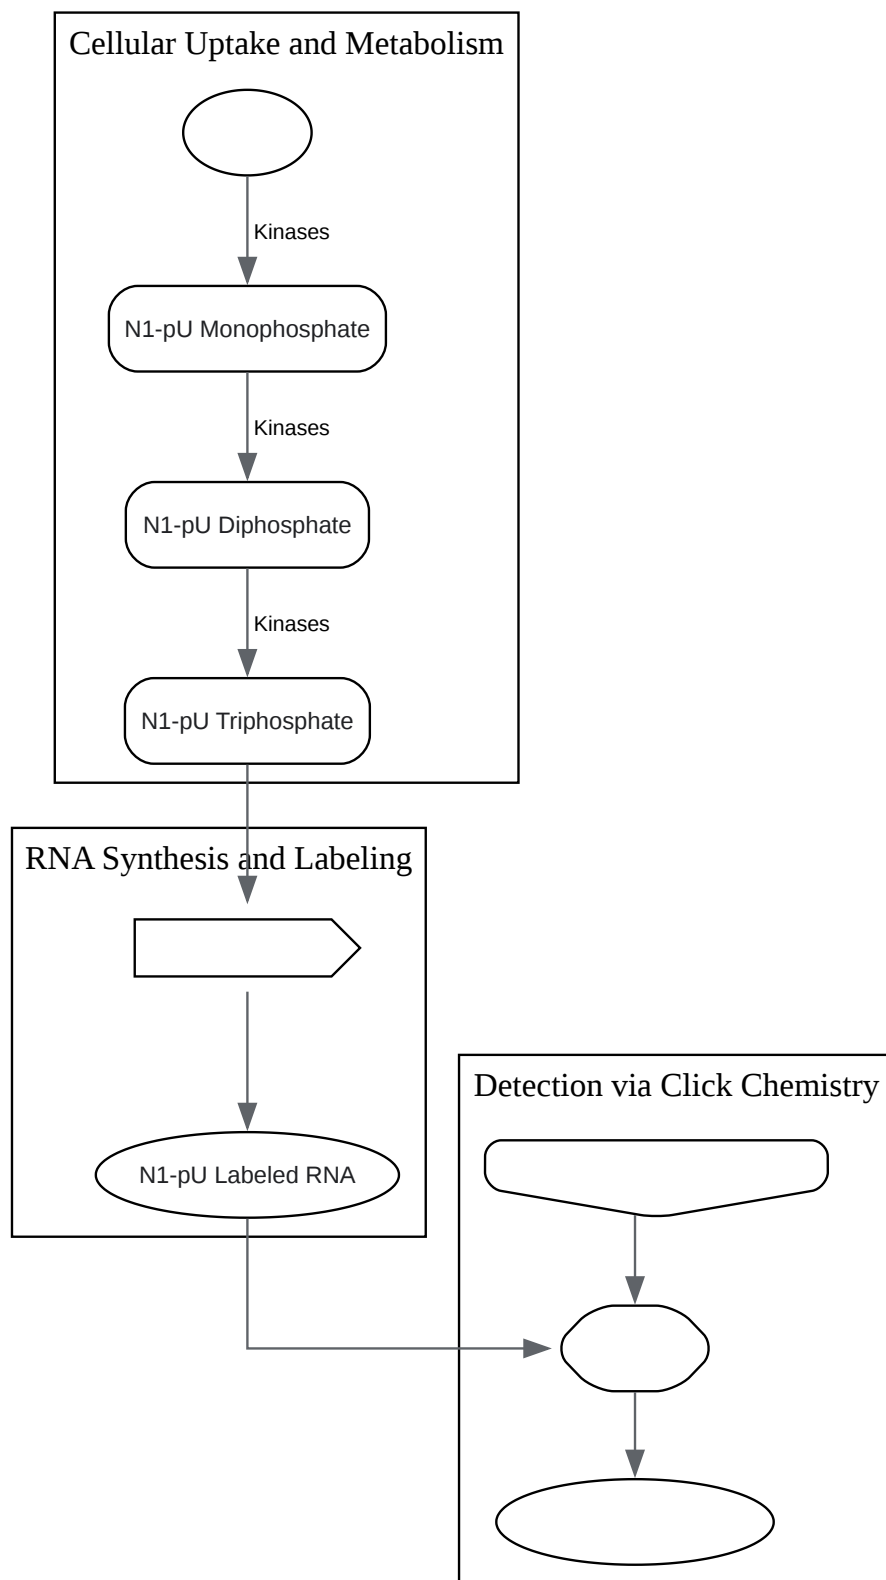 Cellular Uptake and Metabolism
Kinases
N1-pU Monophosphate
Kinases
N1-pU Diphosphate
Kinases
N1-pU Triphosphate
RNA Synthesis and Labeling
N1-pU Labeled RNA
Detection via Click Chemistry